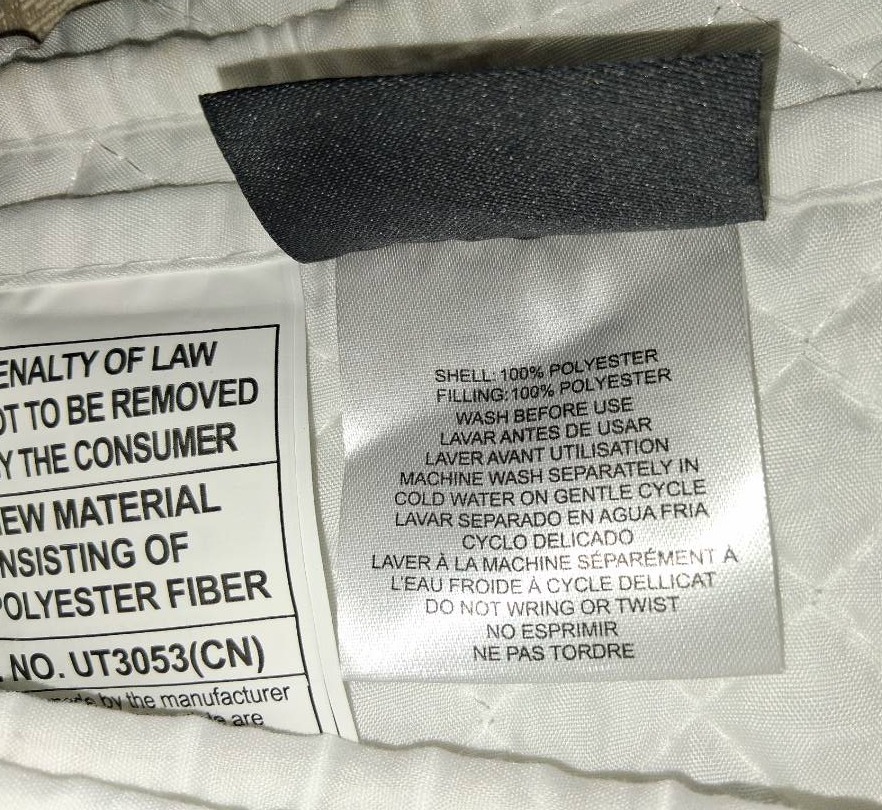 ENALTY OF LAW
OT TO BE REMOVED
Y THE CONSUMER
EW MATERIAL
NSISTING OF
POLYESTER FIBER
. NO. UT3053(CN)
by the manufacturer
are
SHELL: 100% POLYESTER
FILLING: 100% POLYESTER
WASH BEFORE USE
LAVAR ANTES DE USAR
LAVER AVANT UTILISATION
MACHINE WASH SEPARATELY IN
COLD WATER ON GENTLE CYCLE
LAVAR SEPARADO EN AGUA FRIA
CYCLO DELICADO
LAVER À LA MACHINE SÉPARÉMENT À
L'EAU FROIDE À CYCLE DELLICAT
DO NOT WRING OR TWIST
NO ESPRIMIR
NE PAS TORDRE